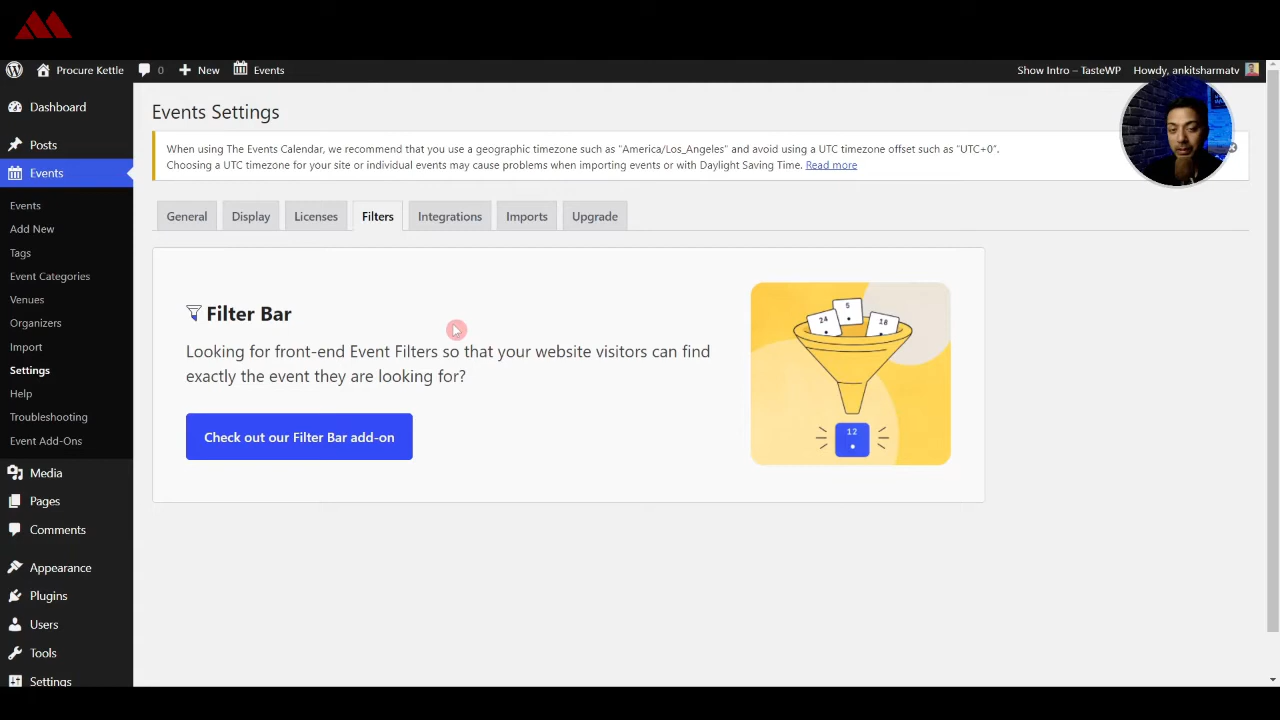 Procure Kettle
0
New
Events
Show Intro – TasteWP
Howdy, ankitsharmatv
Dashboard
Posts
Events
Events
Add New
Tags
Event Categories
Venues
Organizers
Import
Settings
Help
Troubleshooting
Event Add-Ons
Media
Pages
Comments
Appearance
Plugins
Users
Tools
Settings
Events Settings
When using The Events Calendar, we recommend that you use a geographic timezone such as "America/Los_Angeles" and avoid using a UTC timezone offset such as "UTC+0".
Choosing a UTC timezone for your site or individual events may cause problems when importing events or with Daylight Saving Time. Read more
General
Display
Licenses
Filters
Integrations
Imports
Upgrade
Filter Bar
Looking for front-end Event Filters so that your website visitors can find
exactly the event they are looking for?
Check out our Filter Bar add-on
24
5
18
12